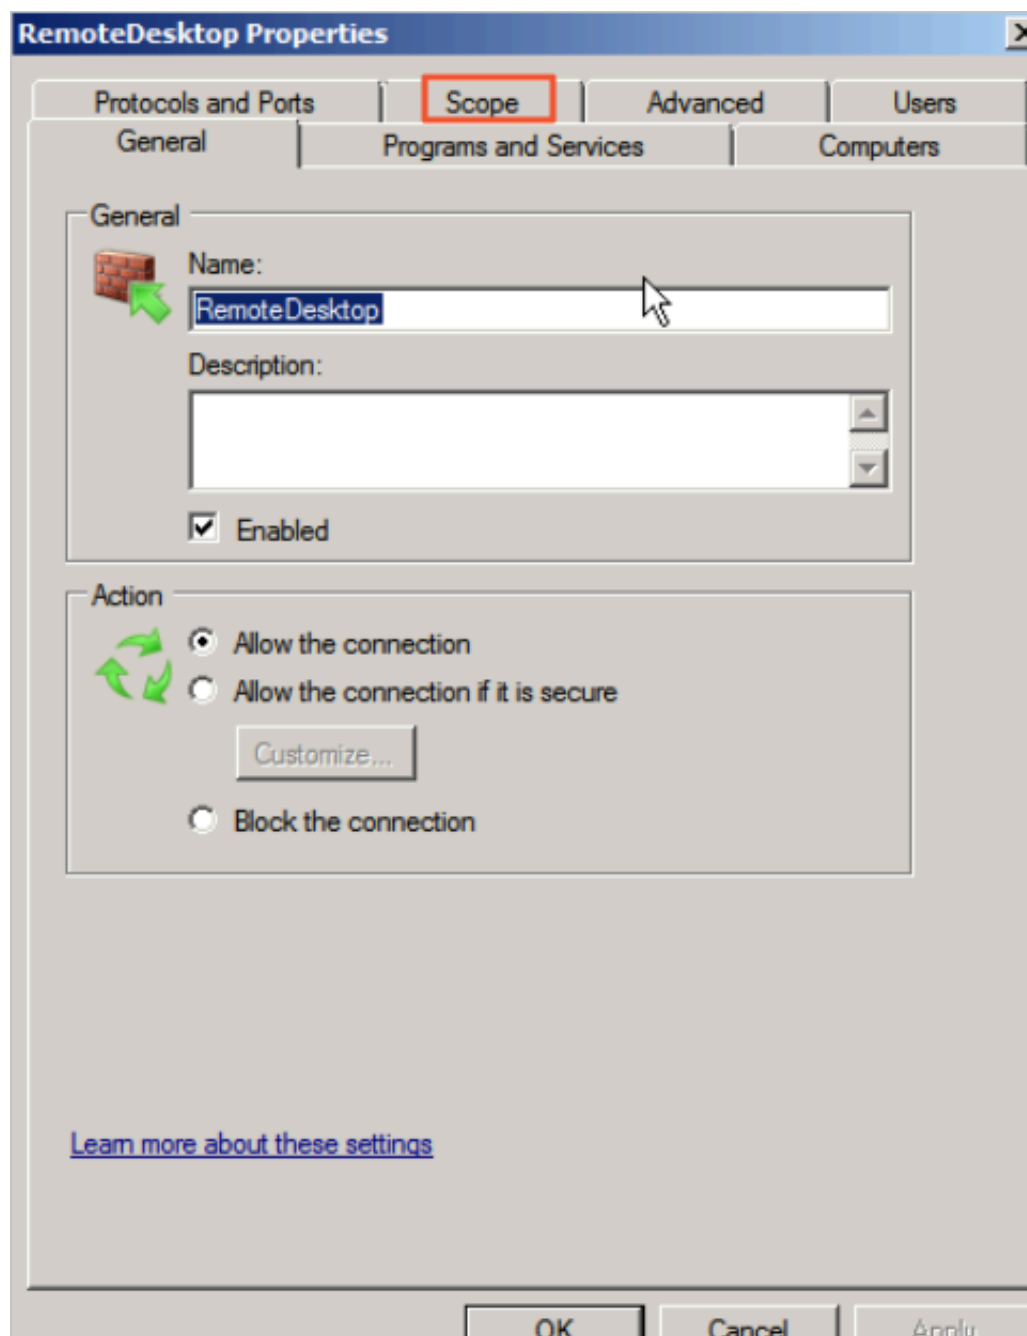 RemoteDesktop Properties
Protocols and Ports Scope Advanced Users
General Programs and Services Computers
General
Name:
RemoteDesktop
Description:
Enabled
Action
Allow the connection
Allow the connection if it is secure
Customize...
Block the connection
Learn more about these settings
OK Cancel Apply